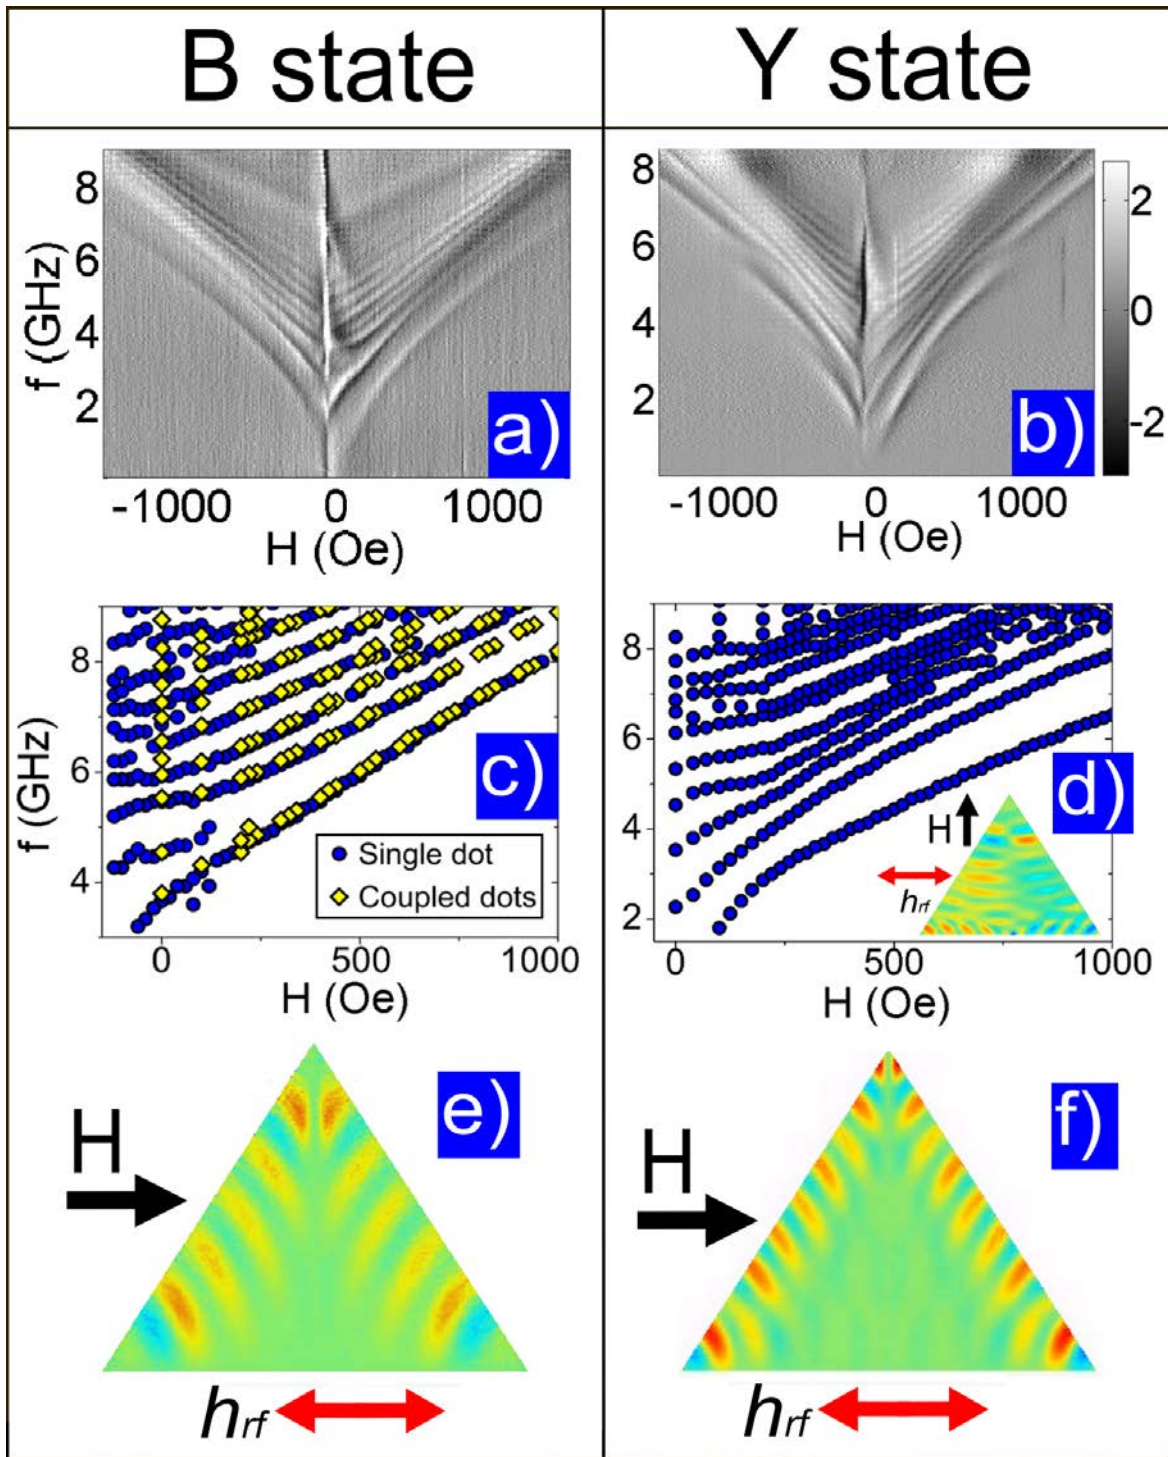 B state
Y state
f (GHz)
8
6
4
2
a)
-1000 0 1000
H (Oe)
8
6
4
2
b)
2
0
-2
-1000 0 1000
H (Oe)
f (GHz)
8
6
4
c)
Single dot
Coupled dots
0 500 1000
H (Oe)
8
6
4
2
d)
H
hrf
0 500 1000
H (Oe)
e)
H
hrf
f)
H
hrf